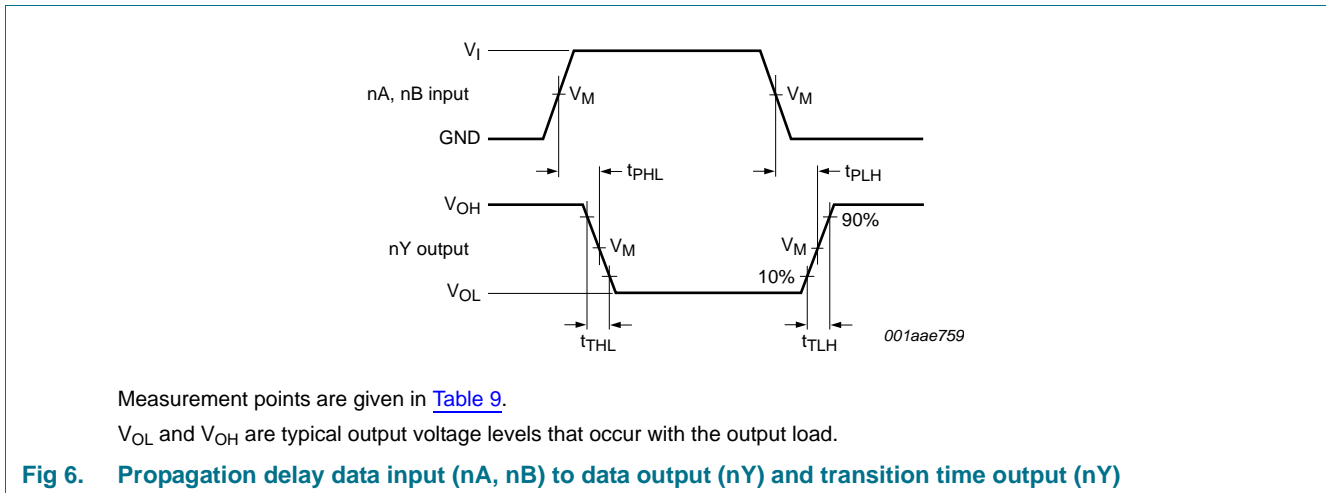 V_I
nA, nB input
V_M
V_M
GND
t_PHL
t_PLH
V_OH
90%
nY output
V_M
V_M
10%
V_OL
t_THL
t_TLH
001aae759
Measurement points are given in Table 9.
V_OL and V_OH are typical output voltage levels that occur with the output load.
Fig 6. Propagation delay data input (nA, nB) to data output (nY) and transition time output (nY)